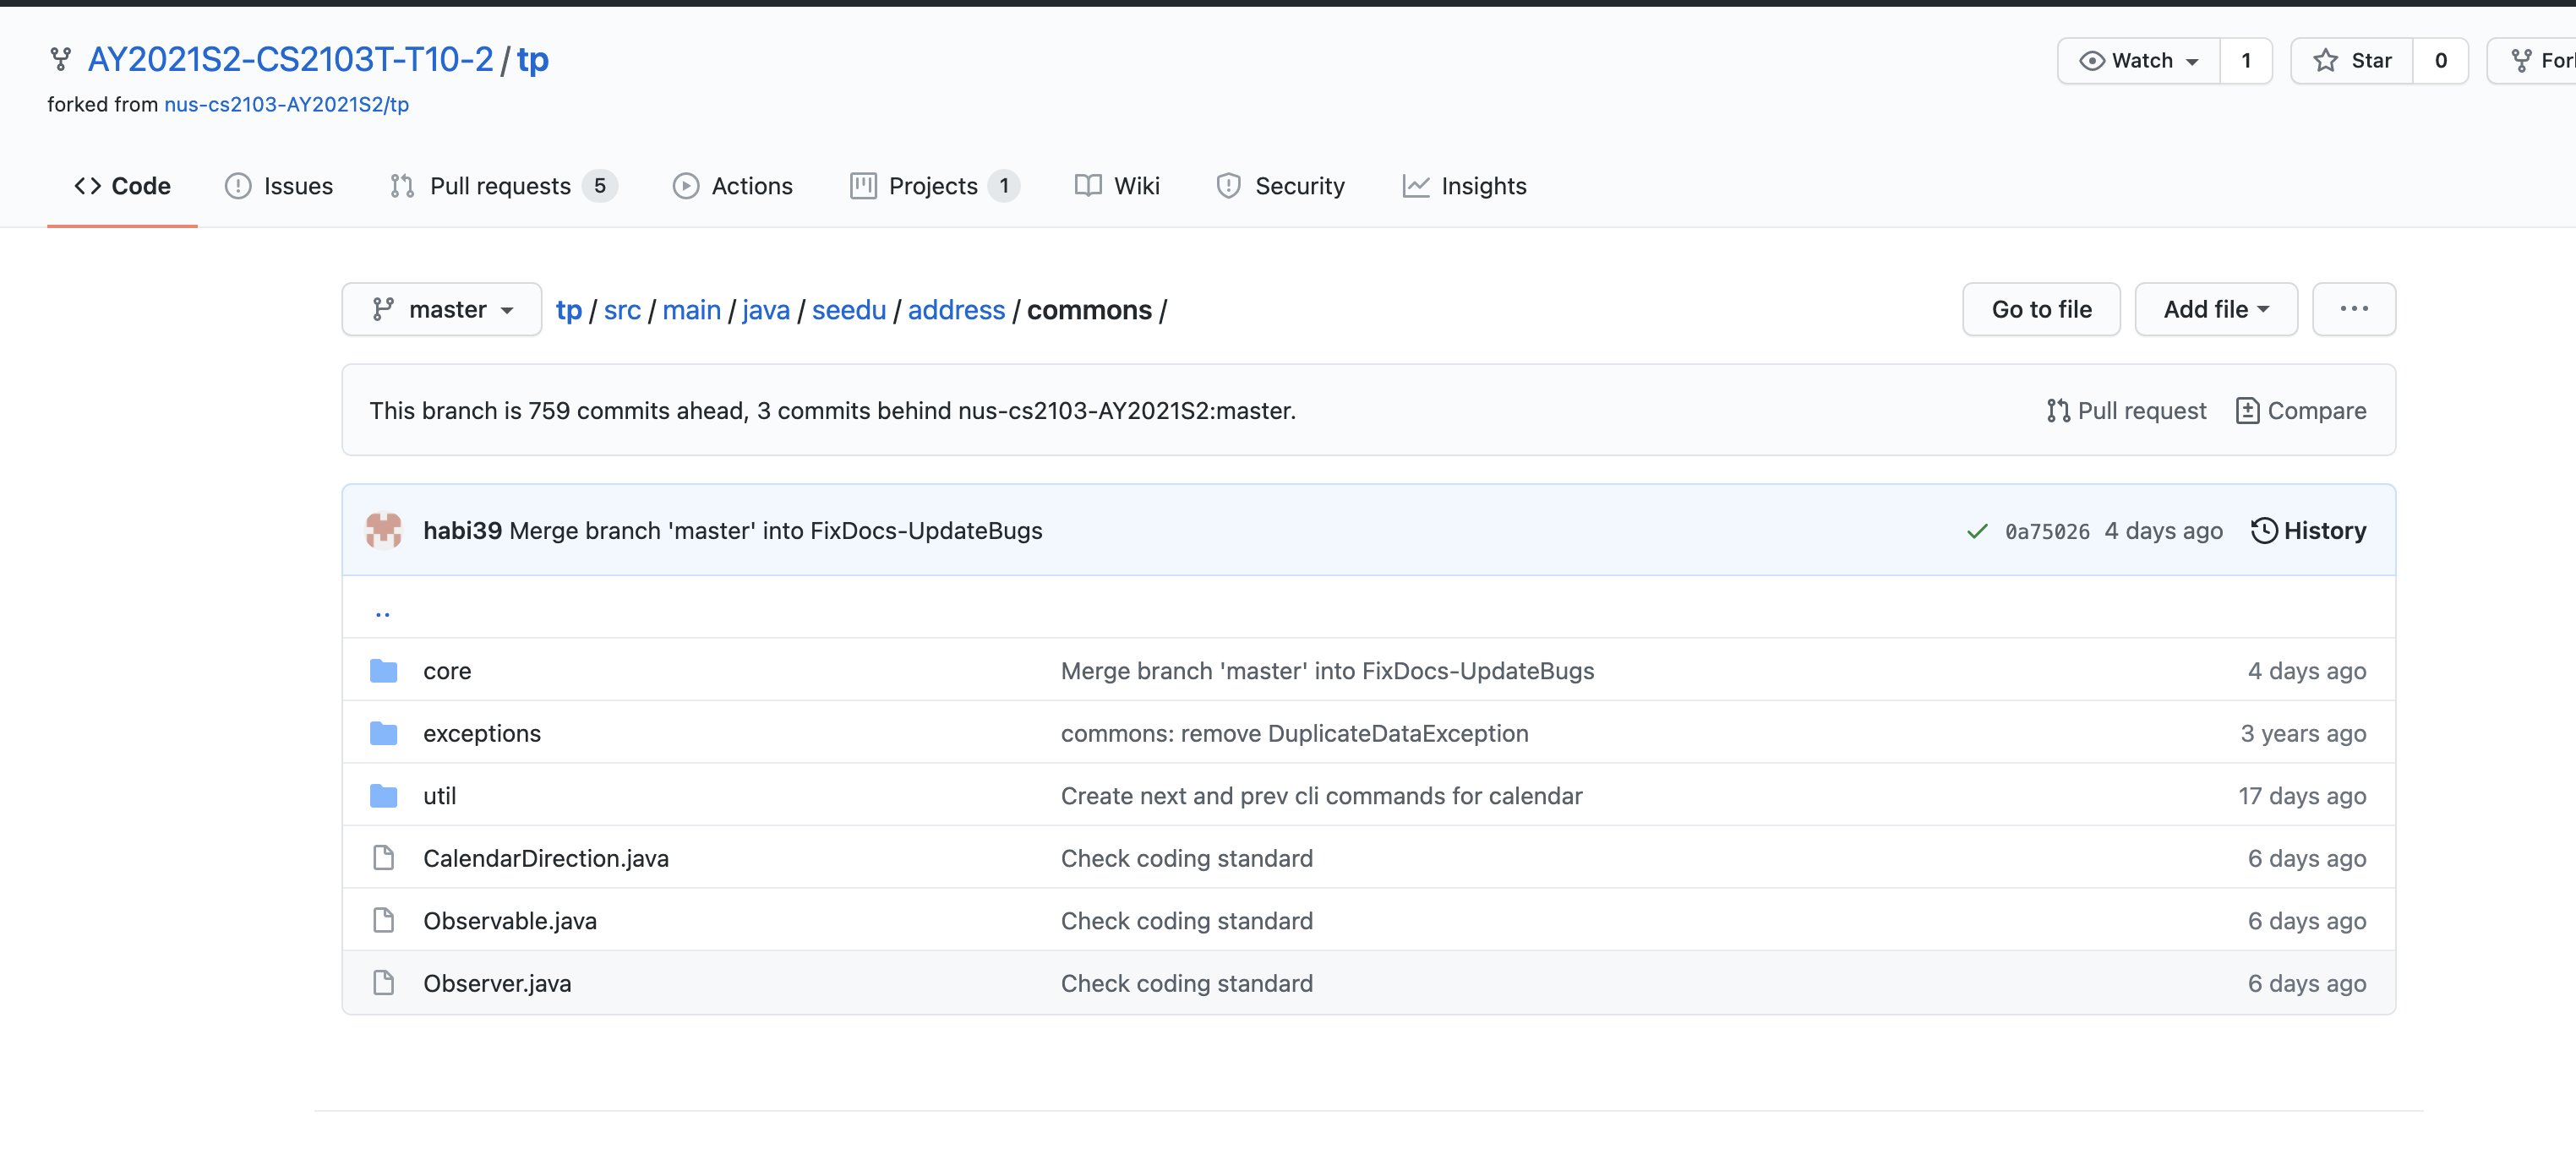 AY2021S2-CS2103T-T10-2 / tp
Watch 1 Star 0
forked from nus-cs2103-AY2021S2/tp
Code Issues Pull requests 5 Actions Projects 1 Wiki Security Insights
master tp / src / main / java / seedu / address / commons / Go to file Add file ...
This branch is 759 commits ahead, 3 commits behind nus-cs2103-AY2021S2:master. Pull request Compare
habi39 Merge branch 'master' into FixDocs-UpdateBugs 0a75026 4 days ago History
..
core Merge branch 'master' into FixDocs-UpdateBugs 4 days ago
exceptions commons: remove DuplicateDataException 3 years ago
util Create next and prev cli commands for calendar 17 days ago
CalendarDirection.java Check coding standard 6 days ago
Observable.java Check coding standard 6 days ago
Observer.java Check coding standard 6 days ago